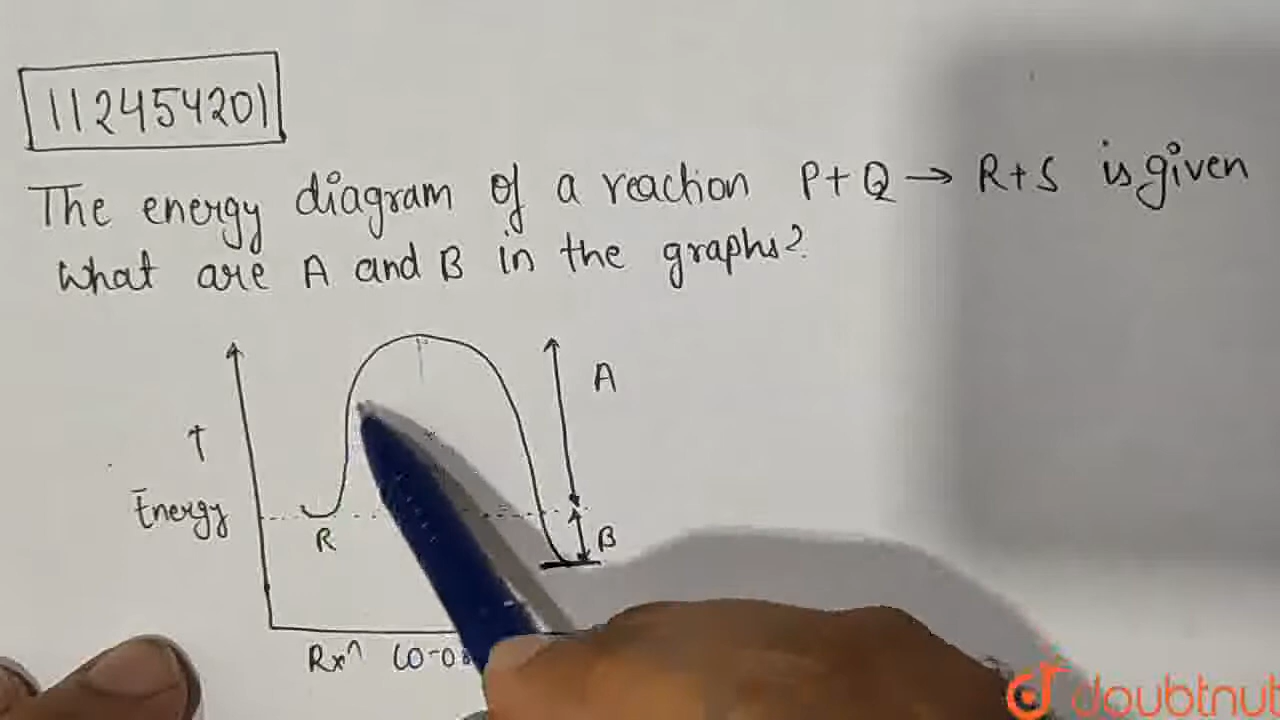 112454201
The energy diagram of a reaction P+Q → R+S is given
What are A and B in the graphs?
A
↑
Energy
R
B
Rxⁿ
doubtnut